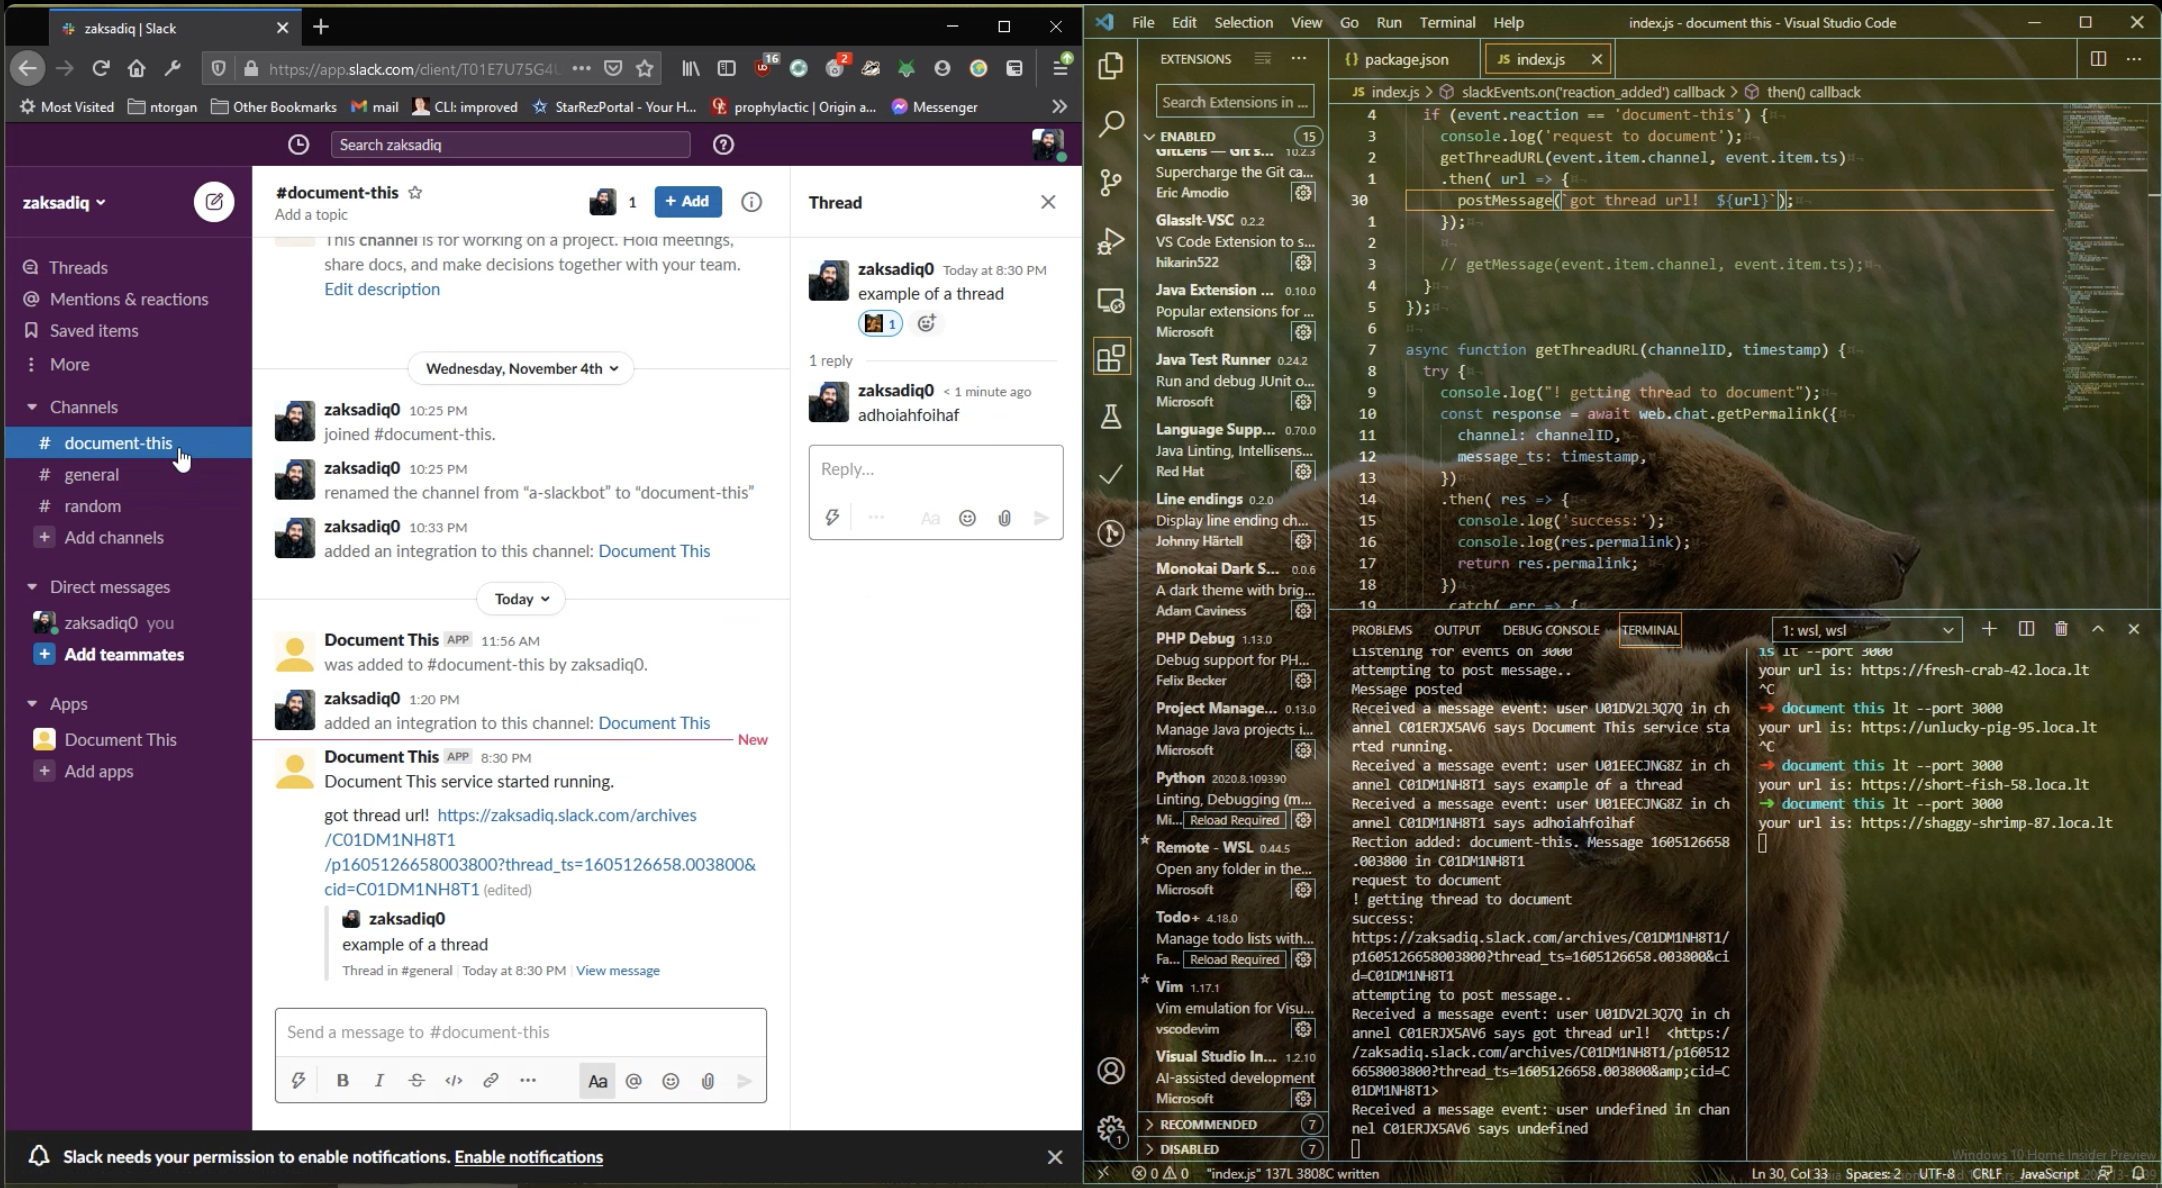 zaksadiq | Slack
https://app.slack.com/client/T01E7U75G4U
16
2
Most Visited
ntorgan
Other Bookmarks
mail
CLI: improved
StarRezPortal - Your H...
prophylactic | Origin a...
Messenger
Search zaksadiq
zaksadiq
Threads
Mentions & reactions
Saved items
More
Channels
# document-this
# general
# random
+ Add channels
Direct messages
zaksadiq0 you
+ Add teammates
Apps
Document This
+ Add apps
#document-this
Add a topic
1
+ Add
This channel is for working on a project. Hold meetings,
share docs, and make decisions together with your team.
Edit description
Wednesday, November 4th
zaksadiq0 10:25 PM
joined #document-this.
zaksadiq0 10:25 PM
renamed the channel from “a-slackbot” to “document-this”
zaksadiq0 10:33 PM
added an integration to this channel: Document This
Today
Document This APP 11:56 AM
was added to #document-this by zaksadiq0.
zaksadiq0 1:20 PM
added an integration to this channel: Document This
New
Document This APP 8:30 PM
Document This service started running.
got thread url! https://zaksadiq.slack.com/archives
/C01DM1NH8T1
/p1605126658003800?thread_ts=1605126658.003800&
cid=C01DM1NH8T1 (edited)
zaksadiq0
example of a thread
Thread in #general | Today at 8:30 PM | View message
Send a message to #document-this
B I S </> Aa @
Thread
zaksadiq0 Today at 8:30 PM
example of a thread
1
1 reply
zaksadiq0 < 1 minute ago
adhoiahfoihaf
Reply...
Aa
Slack needs your permission to enable notifications. Enable notifications
File Edit Selection View Go Run Terminal Help
index.js - document this - Visual Studio Code
EXTENSIONS
Search Extensions in ...
ENABLED 15
GitLens — Git s... 10.2.3
Supercharge the Git ca...
Eric Amodio
GlassIt-VSC 0.2.2
VS Code Extension to s...
hikarin522
Java Extension ... 0.10.0
Popular extensions for ...
Microsoft
Java Test Runner 0.24.2
Run and debug JUnit o...
Microsoft
Language Supp... 0.70.0
Java Linting, Intellisens...
Red Hat
Line endings 0.2.0
Display line ending ch...
Johnny Härtell
Monokai Dark S... 0.0.6
A dark theme with brig...
Adam Caviness
PHP Debug 1.13.0
Debug support for PH...
Felix Becker
Project Manage... 0.13.0
Manage Java projects i...
Microsoft
Python 2020.8.109390
Linting, Debugging (m...
Mi... Reload Required
Remote - WSL 0.44.5
Open any folder in the...
Microsoft
Todo+ 4.18.0
Manage todo lists with...
Fa... Reload Required
Vim 1.17.1
Vim emulation for Visu...
vscodevim
Visual Studio In... 1.2.10
AI-assisted development
Microsoft
RECOMMENDED 7
DISABLED 7
{} package.json
JS index.js
JS index.js > slackEvents.on('reaction_added') callback > then() callback
4 if (event.reaction == 'document-this') {
3 console.log('request to document');
2 getThreadURL(event.item.channel, event.item.ts)
1 .then( url => {
30 postMessage(`got thread url! ${url}`);
1 });
2
3 // getMessage(event.item.channel, event.item.ts);
4 }
5 });
6
7 async function getThreadURL(channelID, timestamp) {
8 try {
9 console.log("! getting thread to document");
10 const response = await web.chat.getPermalink({
11 channel: channelID,
12 message_ts: timestamp,
13 })
14 .then( res => {
15 console.log('success:');
16 console.log(res.permalink);
17 return res.permalink;
18 })
19 .catch( err => {
PROBLEMS OUTPUT DEBUG CONSOLE TERMINAL
1: wsl, wsl
Listening for events on 3000
attempting to post message..
Message posted
Received a message event: user U01DV2L3Q7Q in ch
annel C01ERJX5AV6 says Document This service sta
rted running.
Received a message event: user U01EECJNG8Z in ch
annel C01DM1NH8T1 says example of a thread
Received a message event: user U01EECJNG8Z in ch
annel C01DM1NH8T1 says adhoiahfoihaf
Rection added: document-this. Message 1605126658
.003800 in C01DM1NH8T1
request to document
! getting thread to document
success:
https://zaksadiq.slack.com/archives/C01DM1NH8T1/
p1605126658003800?thread_ts=1605126658.003800&ci
d=C01DM1NH8T1
attempting to post message..
Received a message event: user U01DV2L3Q7Q in ch
annel C01ERJX5AV6 says got thread url! <https:/
/zaksadiq.slack.com/archives/C01DM1NH8T1/p160512
6658003800?thread_ts=1605126658.003800&amp;cid=C
01DM1NH8T1>
Received a message event: user undefined in chan
nel C01ERJX5AV6 says undefined
is lt --port 3000
your url is: https://fresh-crab-42.loca.lt
^C
➜ document this lt --port 3000
your url is: https://unlucky-pig-95.loca.lt
^C
➜ document this lt --port 3000
your url is: https://short-fish-58.loca.lt
➜ document this lt --port 3000
your url is: https://shaggy-shrimp-87.loca.lt
Windows 10 Home Insider Preview
1
0 0 "index.js" 137L 3808C written
Ln 30, Col 33 Spaces: 2 UTF-8 CRLF JavaScript